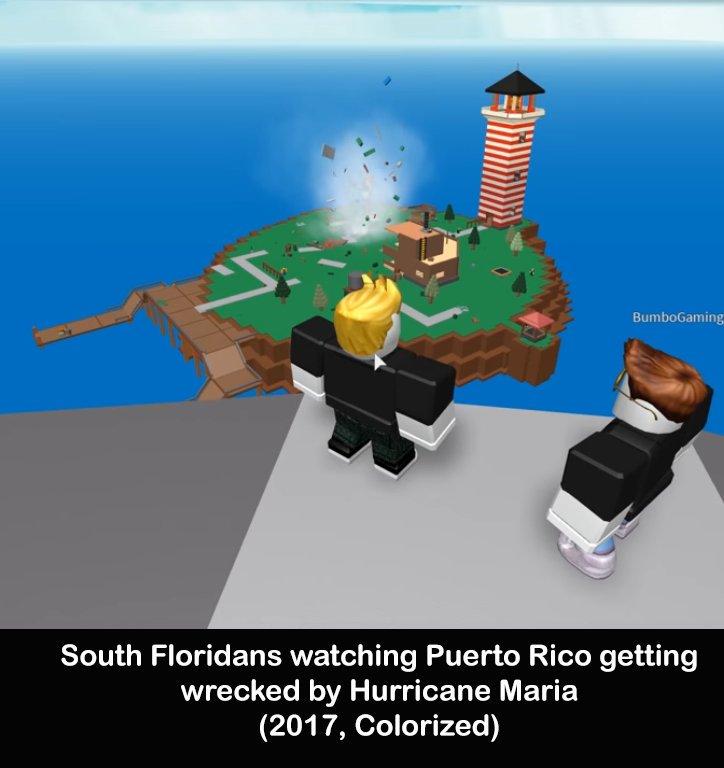 BumboGaming
South Floridans watching Puerto Rico getting
wrecked by Hurricane Maria
(2017, Colorized)